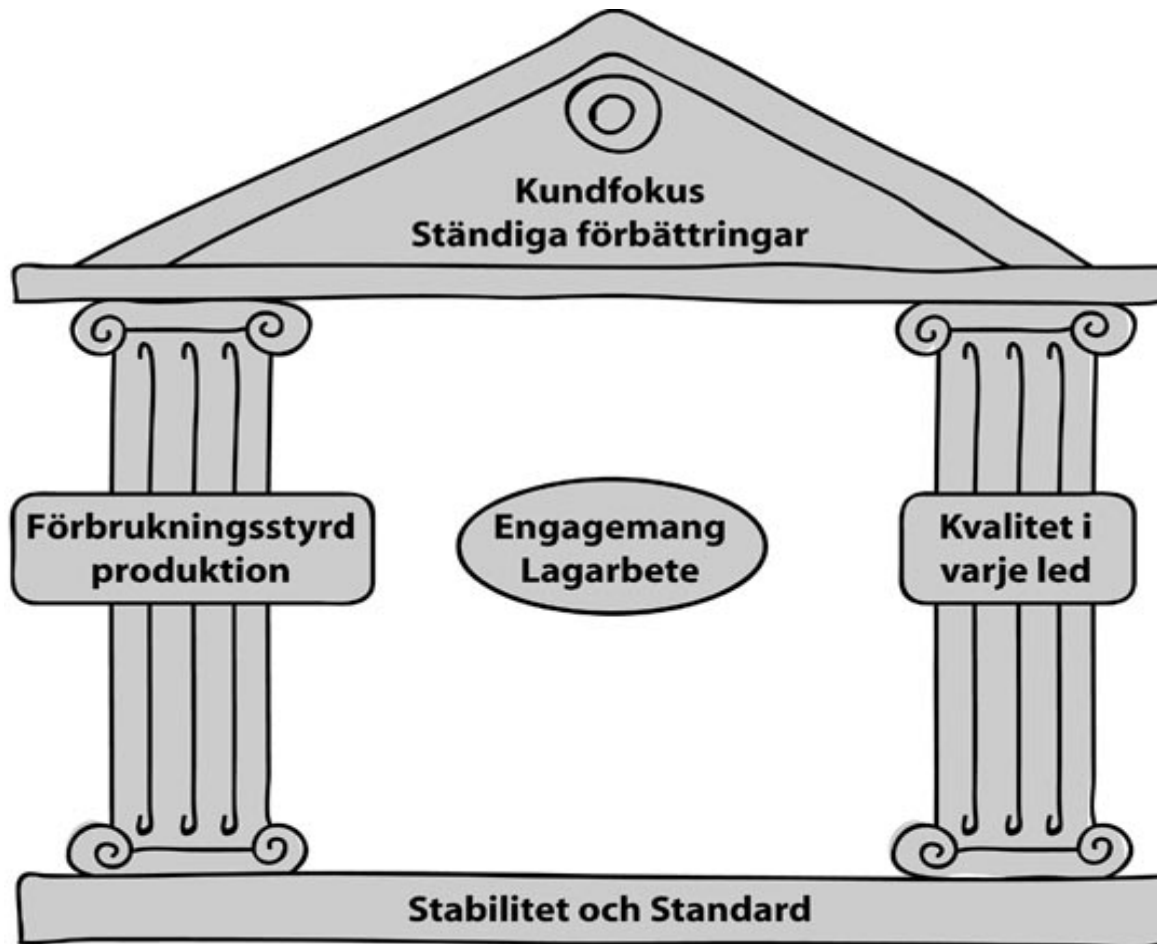 Kundfokus
Ständiga förbättringar
Förbrukningsstyrd
produktion
Engagemang
Lagarbete
Kvalitet i
varje led
Stabilitet och Standard